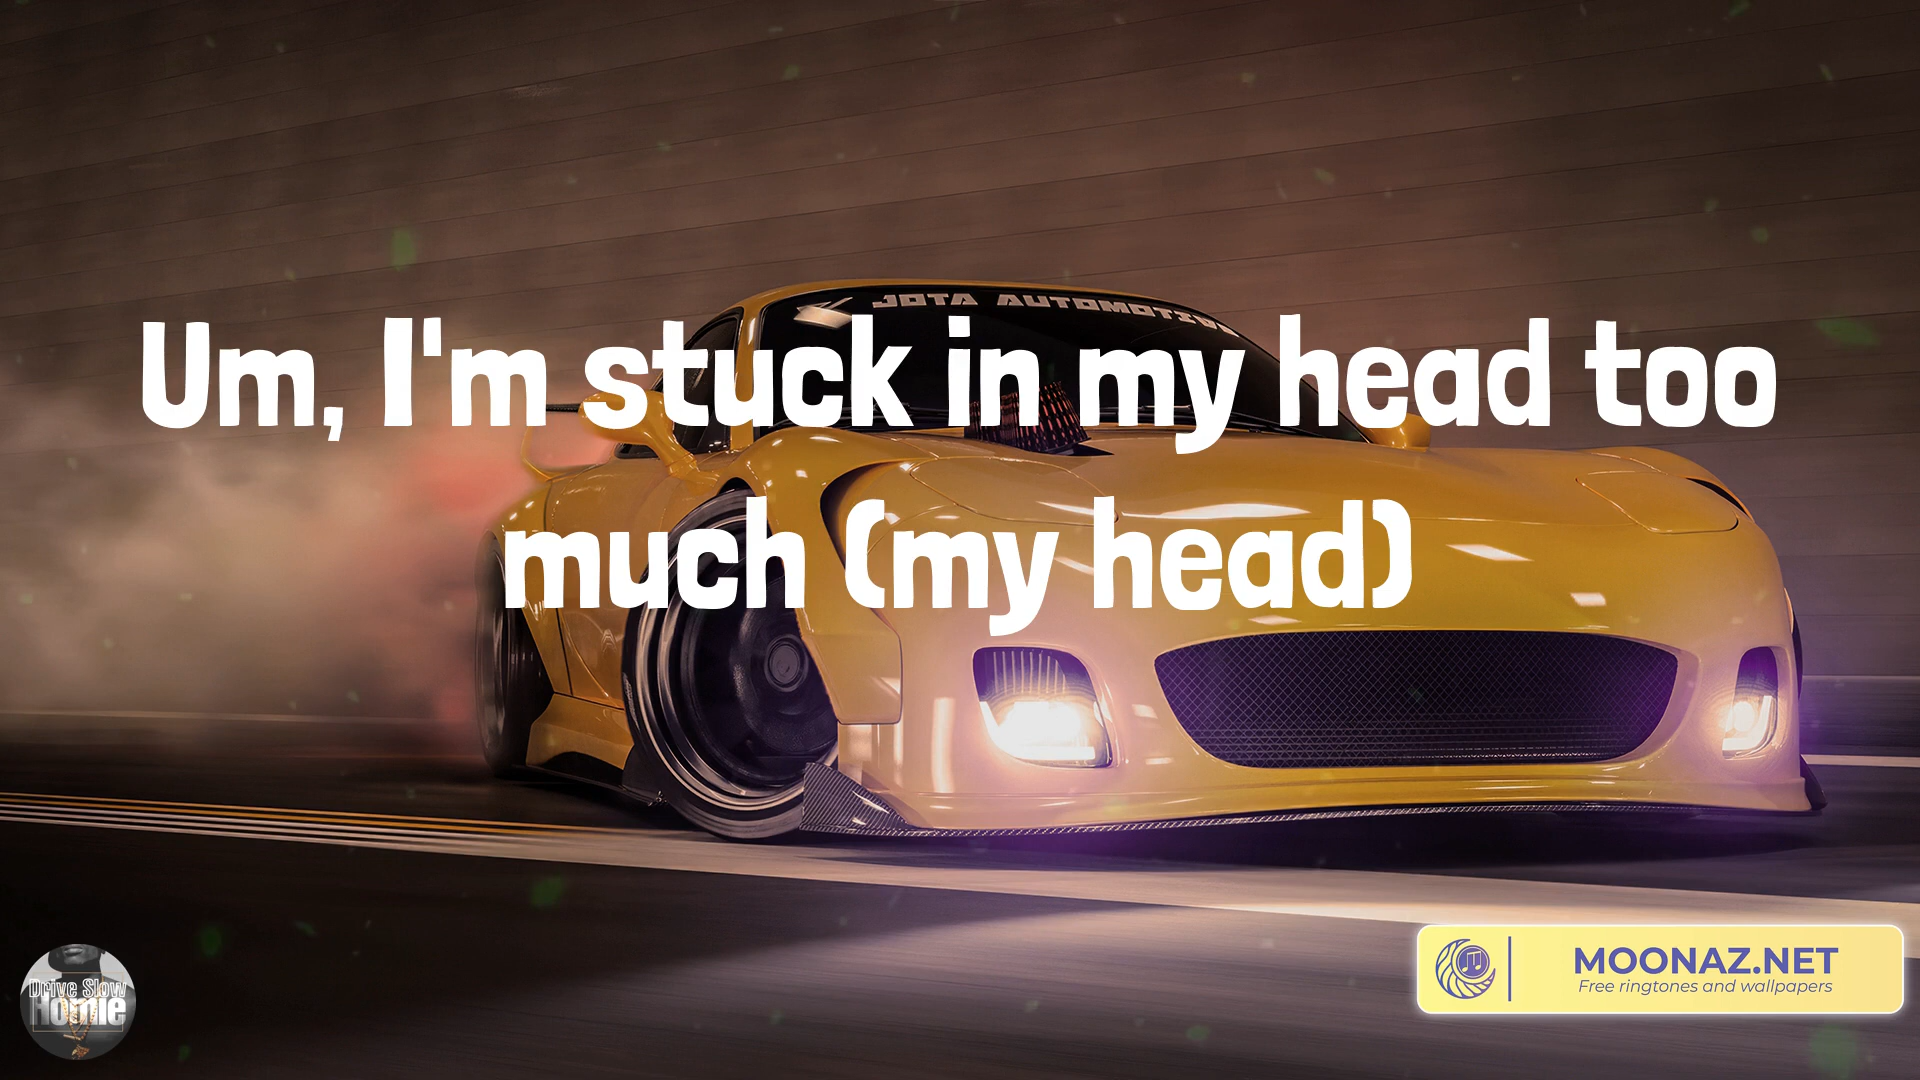 JOTA AUTOMOTIVE
Um, I'm stuck in my head too
much (my head)
Drive Slow
Homie
MOONAZ.NET
Free ringtones and wallpapers